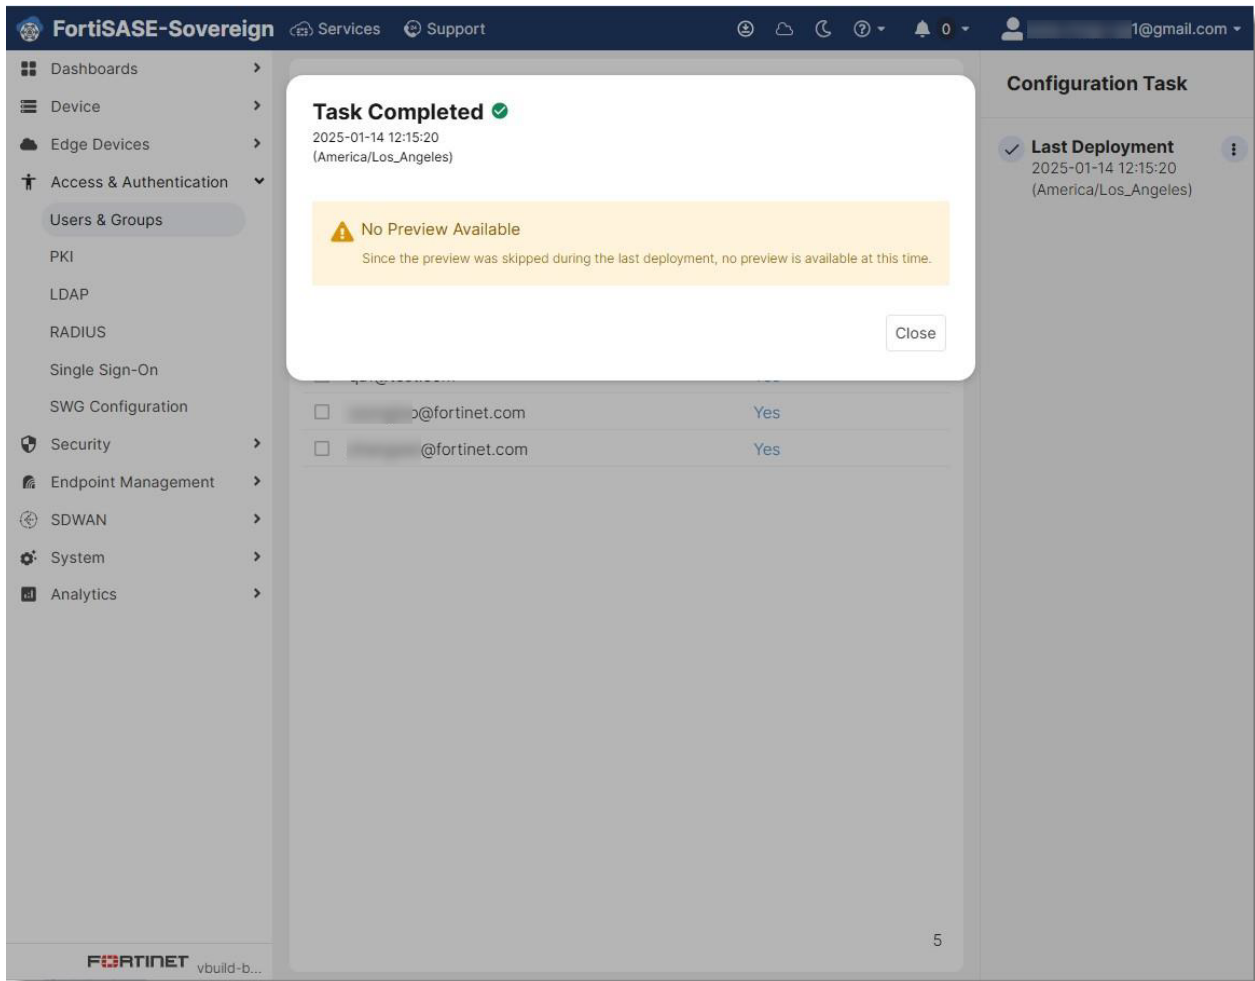 FortiSASE-Sovereign Services Support 0 1@gmail.com
Dashboards
Device
Edge Devices
Access & Authentication
Users & Groups
PKI
LDAP
RADIUS
Single Sign-On
SWG Configuration
Security
Endpoint Management
SDWAN
System
Analytics
FORTINET vbuild-b...
Task Completed
2025-01-14 12:15:20
(America/Los_Angeles)
No Preview Available
Since the preview was skipped during the last deployment, no preview is available at this time.
Close
@fortinet.com Yes
@fortinet.com Yes
5
Configuration Task
Last Deployment
2025-01-14 12:15:20
(America/Los_Angeles)